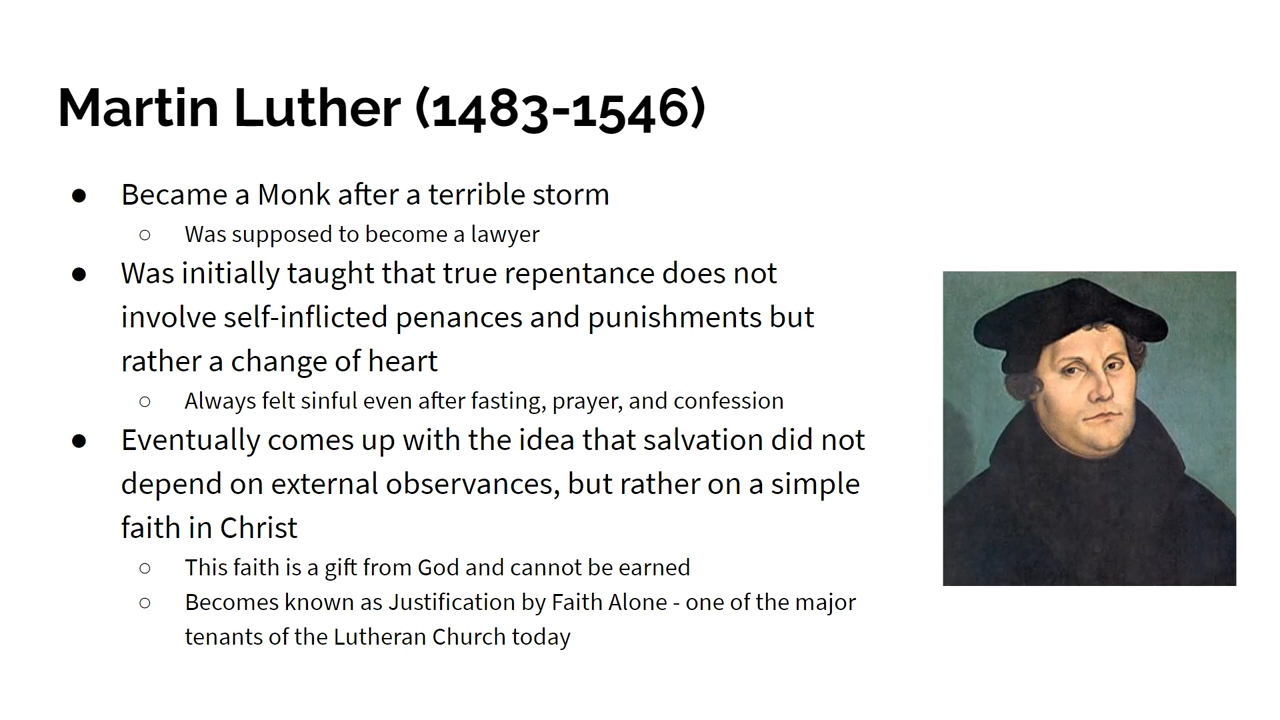 Martin Luther (1483-1546)
● Became a Monk after a terrible storm
○ Was supposed to become a lawyer
● Was initially taught that true repentance does not
involve self-inflicted penances and punishments but
rather a change of heart
○ Always felt sinful even after fasting, prayer, and confession
● Eventually comes up with the idea that salvation did not
depend on external observances, but rather on a simple
faith in Christ
○ This faith is a gift from God and cannot be earned
○ Becomes known as Justification by Faith Alone - one of the major
tenants of the Lutheran Church today